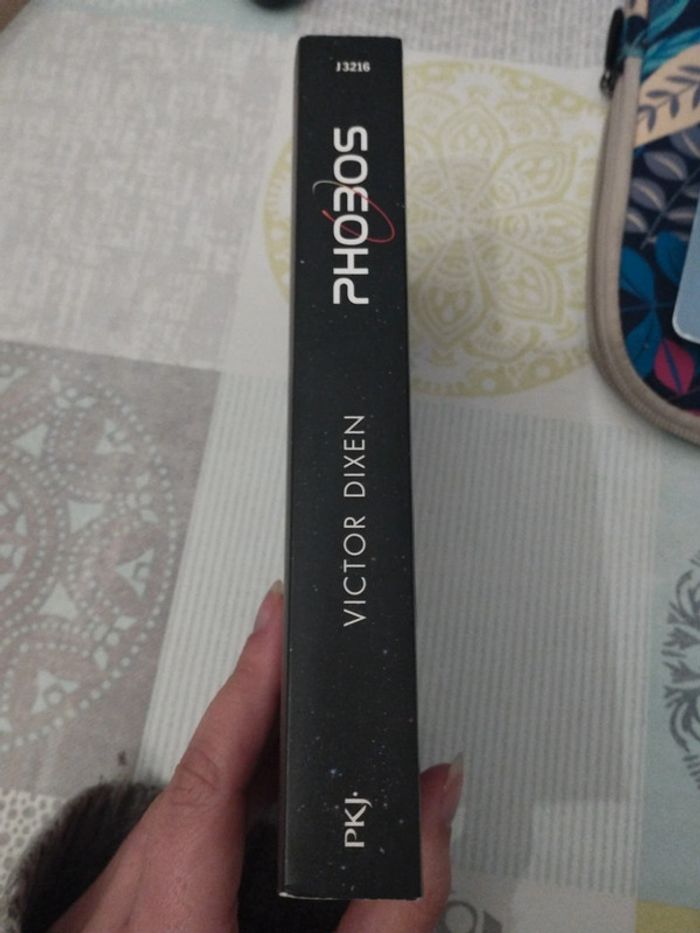 J3216
PHOBOS
VICTOR DIXEN
PKJ·